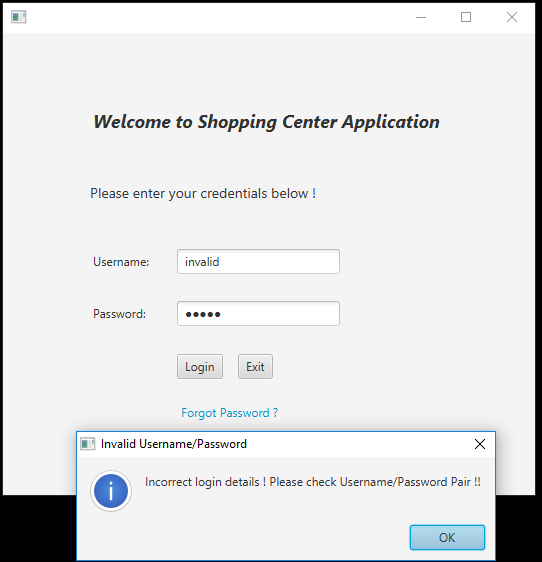 Welcome to Shopping Center Application
Please enter your credentials below !
Username: invalid
Password: ●●●●●
Login Exit
Forgot Password ?
Invalid Username/Password
Incorrect login details ! Please check Username/Password Pair !!
OK